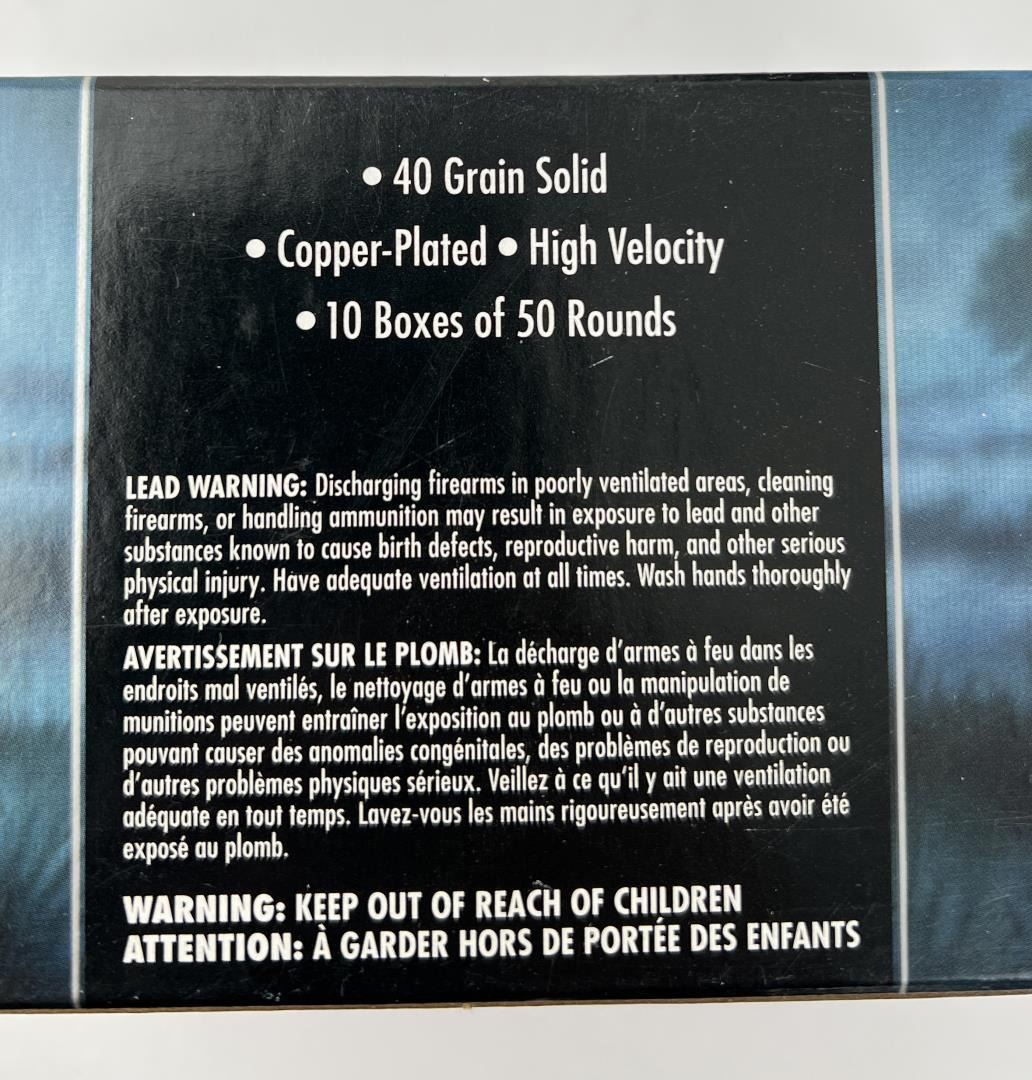 • 40 Grain Solid
• Copper-Plated • High Velocity
• 10 Boxes of 50 Rounds
LEAD WARNING: Discharging firearms in poorly ventilated areas, cleaning
firearms, or handling ammunition may result in exposure to lead and other
substances known to cause birth defects, reproductive harm, and other serious
physical injury. Have adequate ventilation at all times. Wash hands thoroughly
after exposure.
AVERTISSEMENT SUR LE PLOMB: La décharge d'armes à feu dans les
endroits mal ventilés, le nettoyage d'armes à feu ou la manipulation de
munitions peuvent entraîner l'exposition au plomb ou à d'autres substances
pouvant causer des anomalies congénitales, des problèmes de reproduction ou
d'autres problèmes physiques sérieux. Veillez à ce qu'il y ait une ventilation
adéquate en tout temps. Lavez-vous les mains rigoureusement après avoir été
exposé au plomb.
WARNING: KEEP OUT OF REACH OF CHILDREN
ATTENTION: À GARDER HORS DE PORTÉE DES ENFANTS